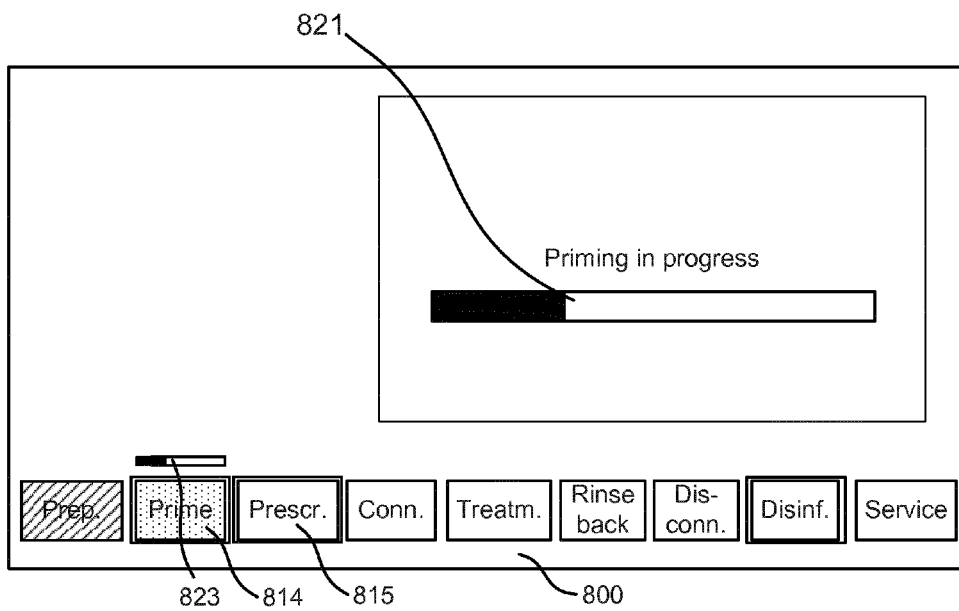 821
Priming in progress
Prep.
Prime
Prescr.
Conn.
Treatm.
Rinse
back
Dis-
conn.
Disinf.
Service
823
814
815
800